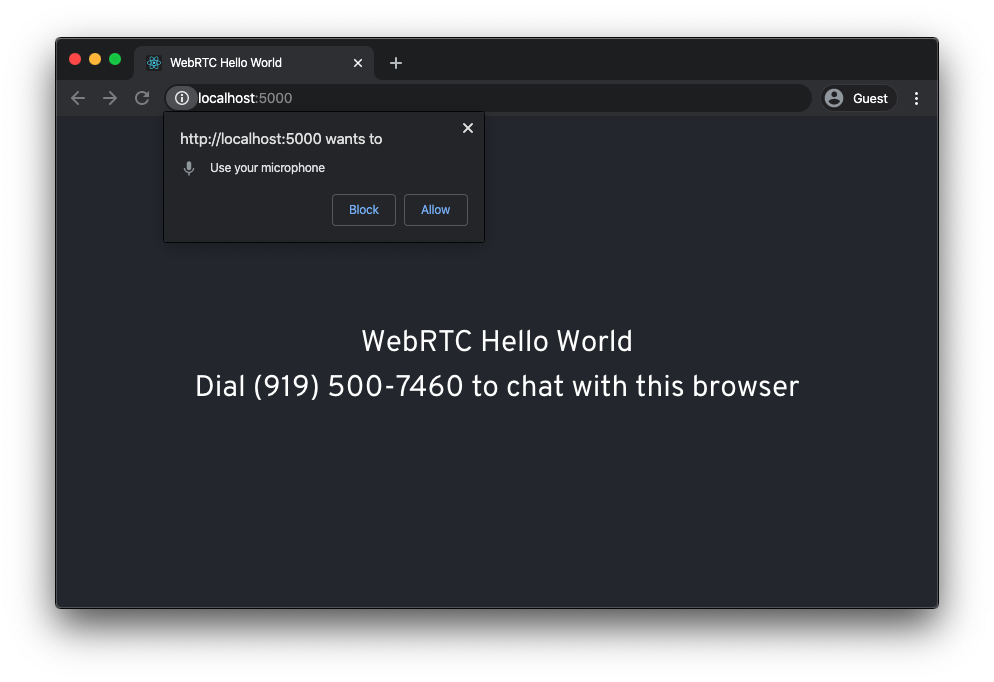 WebRTC Hello World
localhost:5000
Guest
http://localhost:5000 wants to
Use your microphone
Block Allow
WebRTC Hello World
Dial (919) 500-7460 to chat with this browser